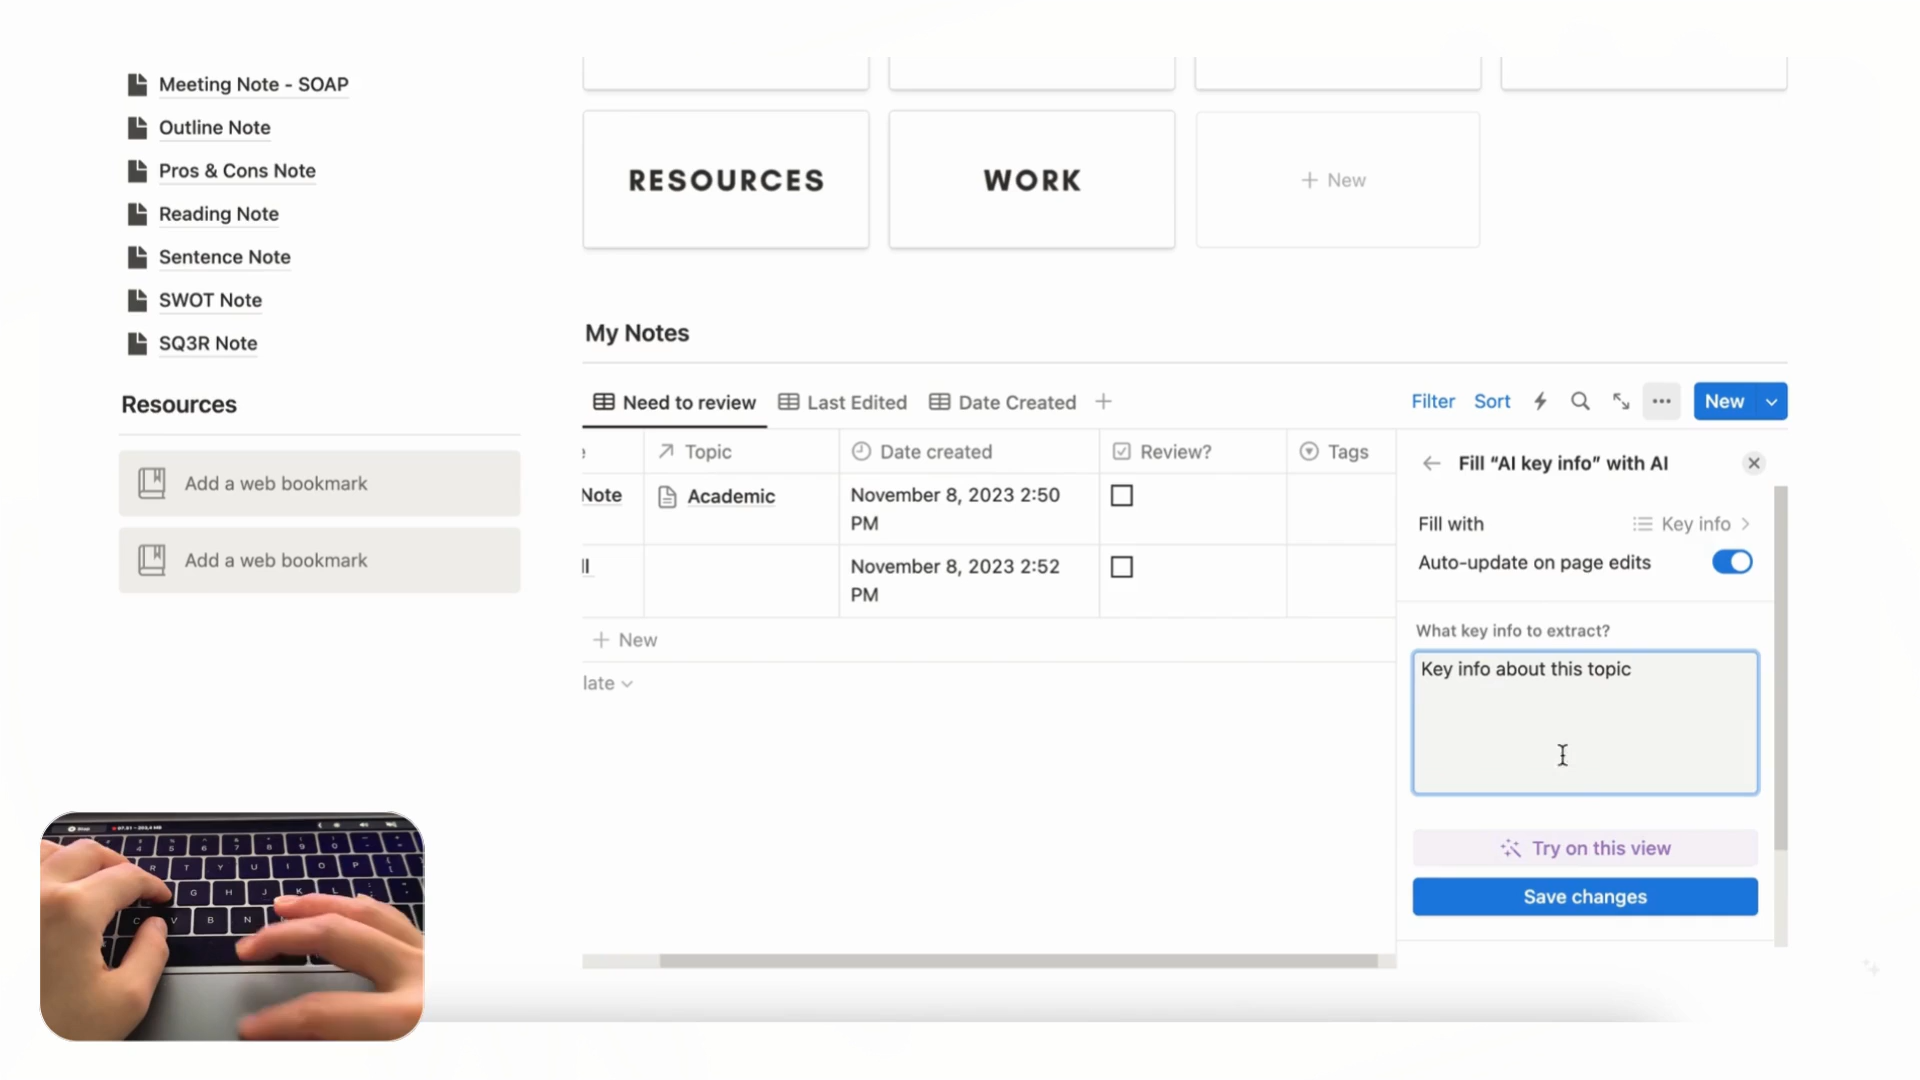 Meeting Note - SOAP
Outline Note
Pros & Cons Note
Reading Note
Sentence Note
SWOT Note
SQ3R Note
Resources
Add a web bookmark
Add a web bookmark
RESOURCES
WORK
+ New
My Notes
Need to review
Last Edited
Date Created
+
Filter
Sort
New
Topic
Date created
Review?
Tags
Note
Academic
November 8, 2023 2:50
PM
ll
November 8, 2023 2:52
PM
+ New
late
Fill “AI key info” with AI
Fill with
Key info
Auto-update on page edits
What key info to extract?
Key info about this topic
Try on this view
Save changes
R T Y U I O P
G H J K L
C V B N